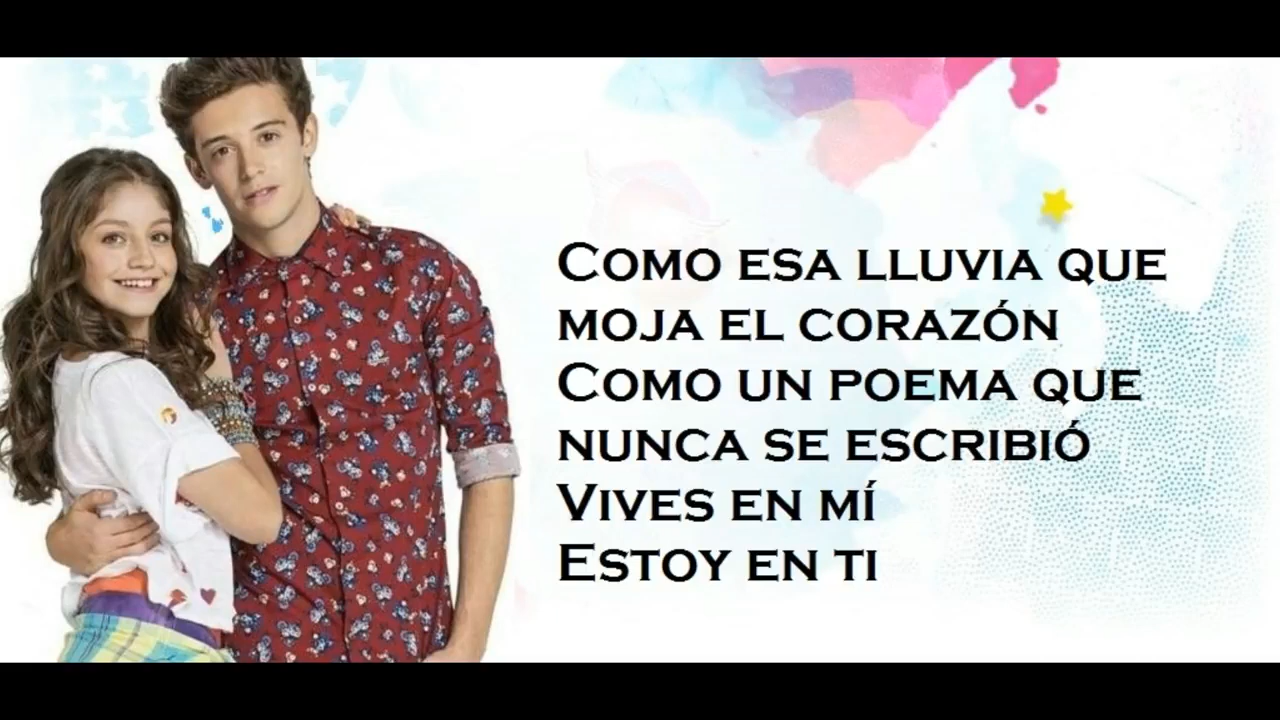 Como esa lluvia que
moja el corazón
Como un poema que
nunca se escribió
Vives en mí
Estoy en ti